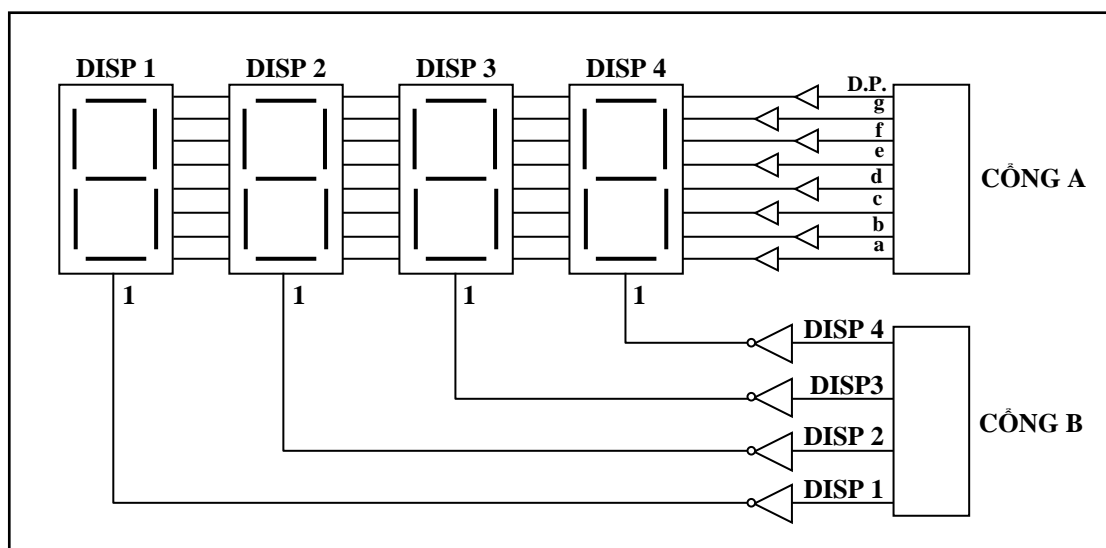 DISP 1 DISP 2 DISP 3 DISP 4
D.P.
g
f
e
d
c
b
a
CỔNG A
1 1 1 1
DISP 4
DISP3
DISP 2
DISP 1
CỔNG B